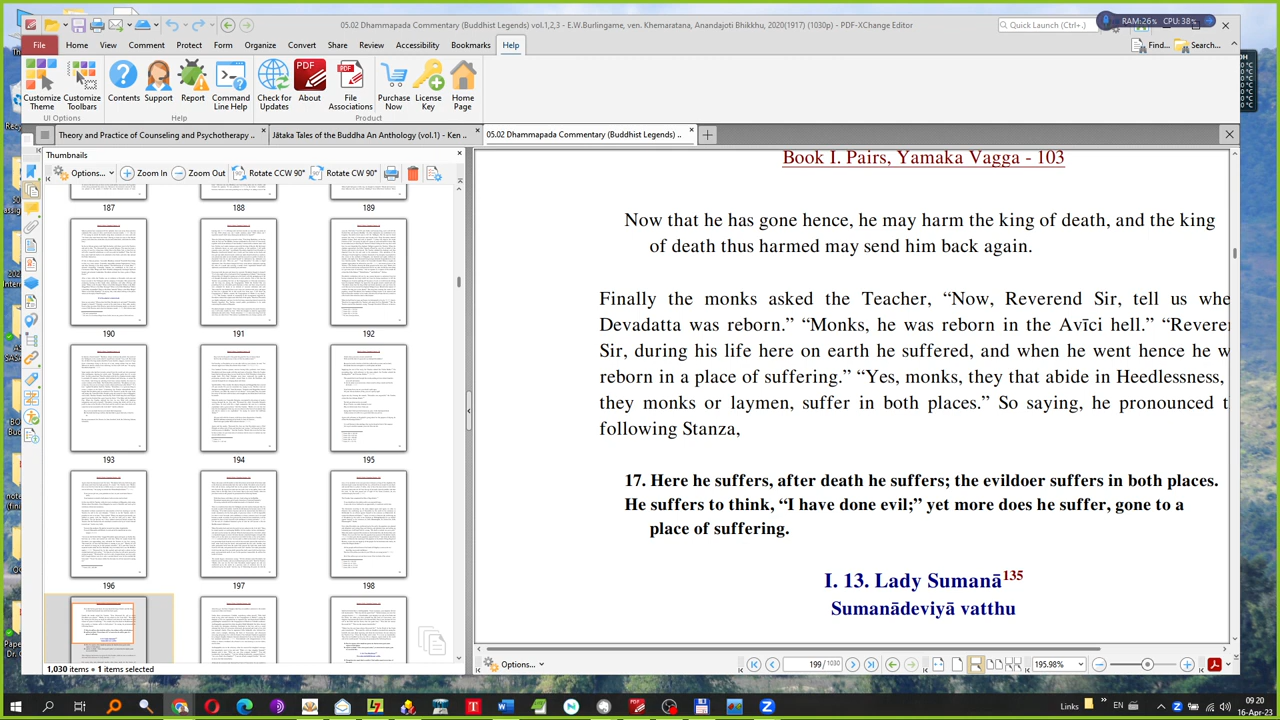 05.02 Dhammapada Commentary (Buddhist Legends) vol.1,2,3 - E.W.Burlingame, ven. Khemaratana, Anandajoti Bhikkhu, 2020(1917) (1030p) - PDF-XChange Editor
Quick Launch (Ctrl+.)
RAM:26% CPU:38%
File Home View Comment Protect Form Organize Convert Share Review Accessibility Bookmarks Help
Find... Search...
Customize Theme
Customize Toolbars
Contents
Support
Report
Command Line Help
Check for Updates
About
File Associations
Purchase Now
License Key
Home Page
UI Options Help Product
Theory and Practice of Counseling and Psychotherapy ..
Jātaka Tales of the Buddha An Anthology (vol.1) - Ken ..
05.02 Dhammapada Commentary (Buddhist Legends) ..
Thumbnails
Options... Zoom In Zoom Out Rotate CCW 90° Rotate CW 90°
187 188 189
190 191 192
193 194 195
196 197 198
1,030 items = 1 items selected
Book I. Pairs, Yamaka Vagga - 103
Now that he has gone hence, he may harm the king of death, and the king
of death thus harmed may send him back again.
Finally the monks asked the Teacher, “Now, Reverend Sir, tell us
Devadatta was reborn.” “Monks, he was reborn in the Avīci hell.”
Sir, during his life here on earth he suffered, and when he went hence he
reborn in a place of suffering.” “Yes, monks, they that abide in Heedlessness,
they monks or laymen, suffer in both places.” So saying, he pronounced
following Stanza,
17. Here he suffers, after death he suffers, the evildoer suffers in both places.
He suffers to think, “I have done evil;” yet more does he suffer, gone to a
place of suffering.
I. 13. Lady Sumanā135
Sumanādevī vatthu
Options...
199 / 1030
195.98%
Links
EN
09:20
16-Apr-23